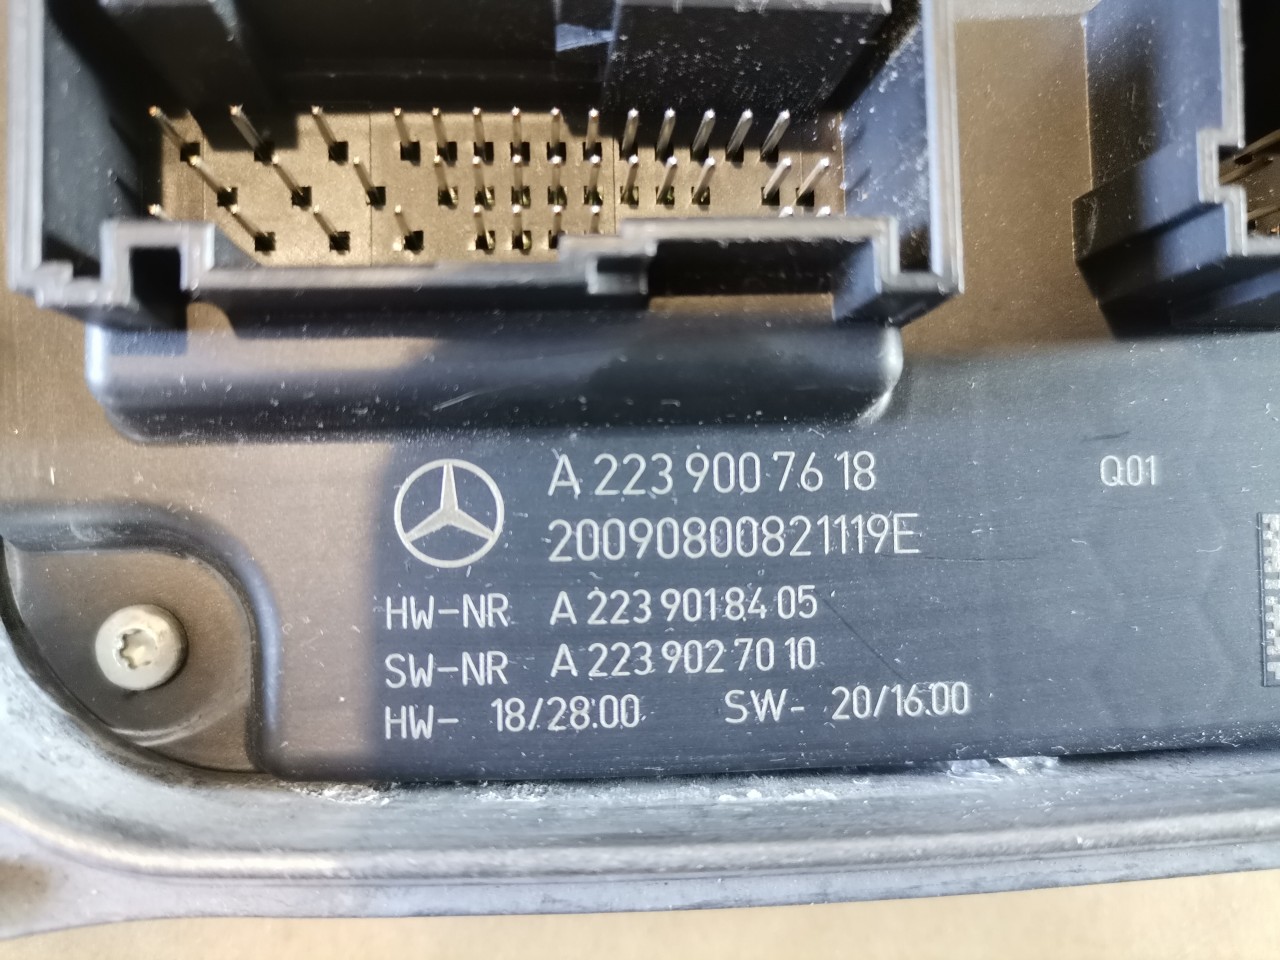 A 223 900 76 18
Q01
20090800821119E
HW-NR A 223 901 84 05
SW-NR A 223 902 70 10
HW- 18/28.00 SW- 20/16.00